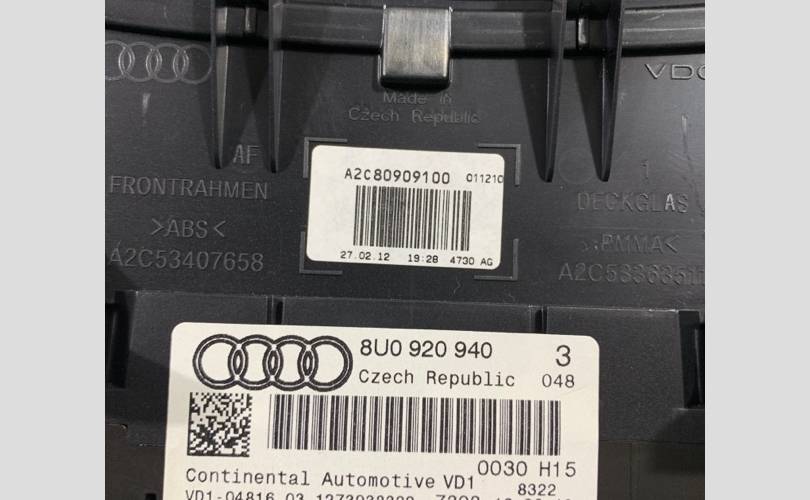 VDO
Made in
Czech Republic
AF
FRONTRAHMEN
>ABS<
A2C53407658
A2C80909100 011210
27.02.12 19:28 4730 AG
1
DECKGLAS
>PMMA<
8U0 920 940 3
Czech Republic 048
0030 H15
Continental Automotive VD1 8322